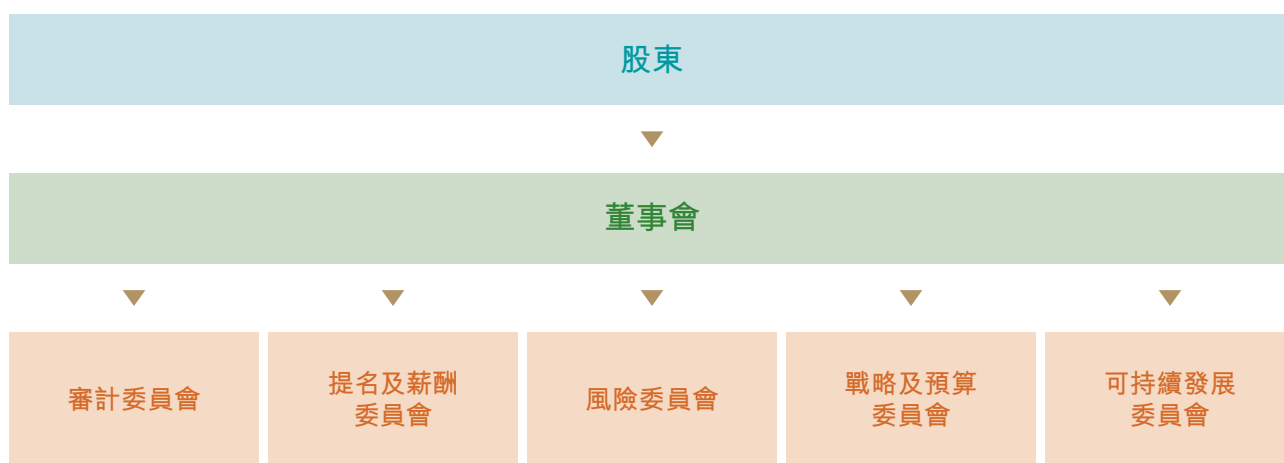 股東
董事會
審計委員會
提名及薪酬
委員會
風險委員會
戰略及預算
委員會
可持續發展
委員會